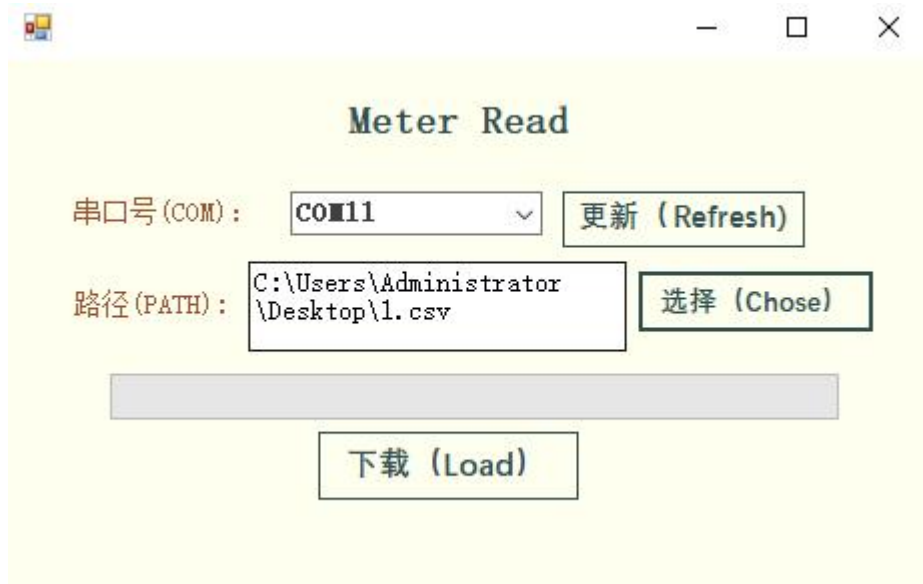 Meter Read
串口号(COM):
COM11
更新（Refresh)
路径(PATH):
C:\Users\Administrator
\Desktop\1.csv
选择（Chose）
下载（Load）